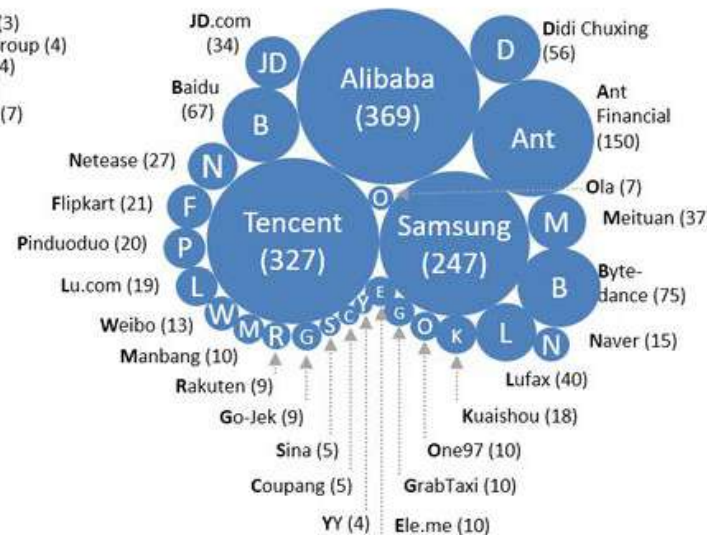 (3)
roup (4)
4)
(7)
JD.com
(34)
JD
Alibaba
(369)
D
Didi Chuxing
(56)
Baidu
(67)
B
Ant
Ant
Financial
(150)
Netease (27)
N
O
Ola (7)
Flipkart (21)
F
Tencent
(327)
Samsung
(247)
M
Meituan (37
Pinduoduo (20)
P
Lu.com (19)
L
B
Byte-
dance (75)
Weibo (13)
W
M
R
G
S
C
Y
E
G
O
K
L
N
Naver (15)
Manbang (10)
Rakuten (9)
Lufax (40)
Go-Jek (9)
Kuaishou (18)
Sina (5)
One97 (10)
Coupang (5)
GrabTaxi (10)
YY (4)
Ele.me (10)